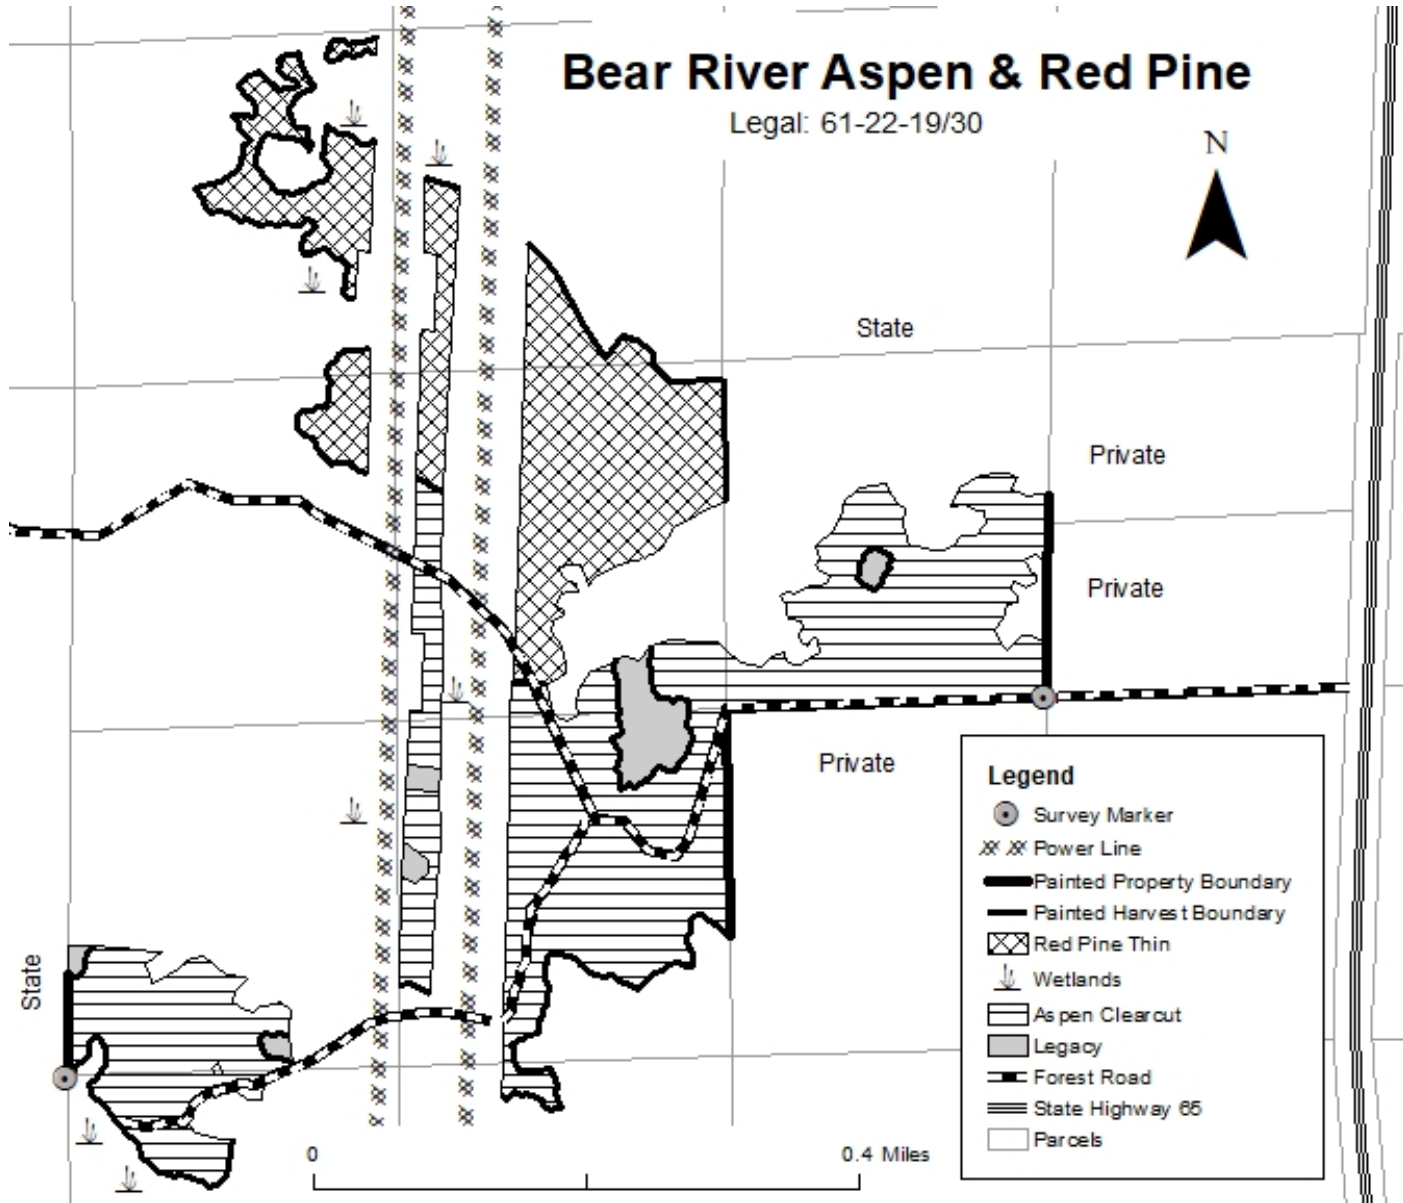 Bear River Aspen & Red Pine
Legal: 61-22-19/30
N
State
Private
Private
Private
State
Legend
Survey Marker
Power Line
Painted Property Boundary
Painted Harvest Boundary
Red Pine Thin
Wetlands
Aspen Clearcut
Legacy
Forest Road
State Highway 65
Parcels
0 0.4 Miles